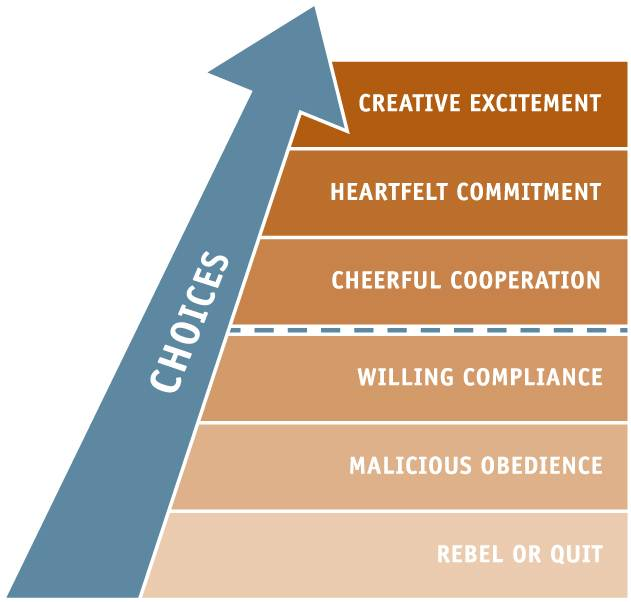 CREATIVE EXCITEMENT
HEARTFELT COMMITMENT
CHEERFUL COOPERATION
CHOICES
WILLING COMPLIANCE
MALICIOUS OBEDIENCE
REBEL OR QUIT